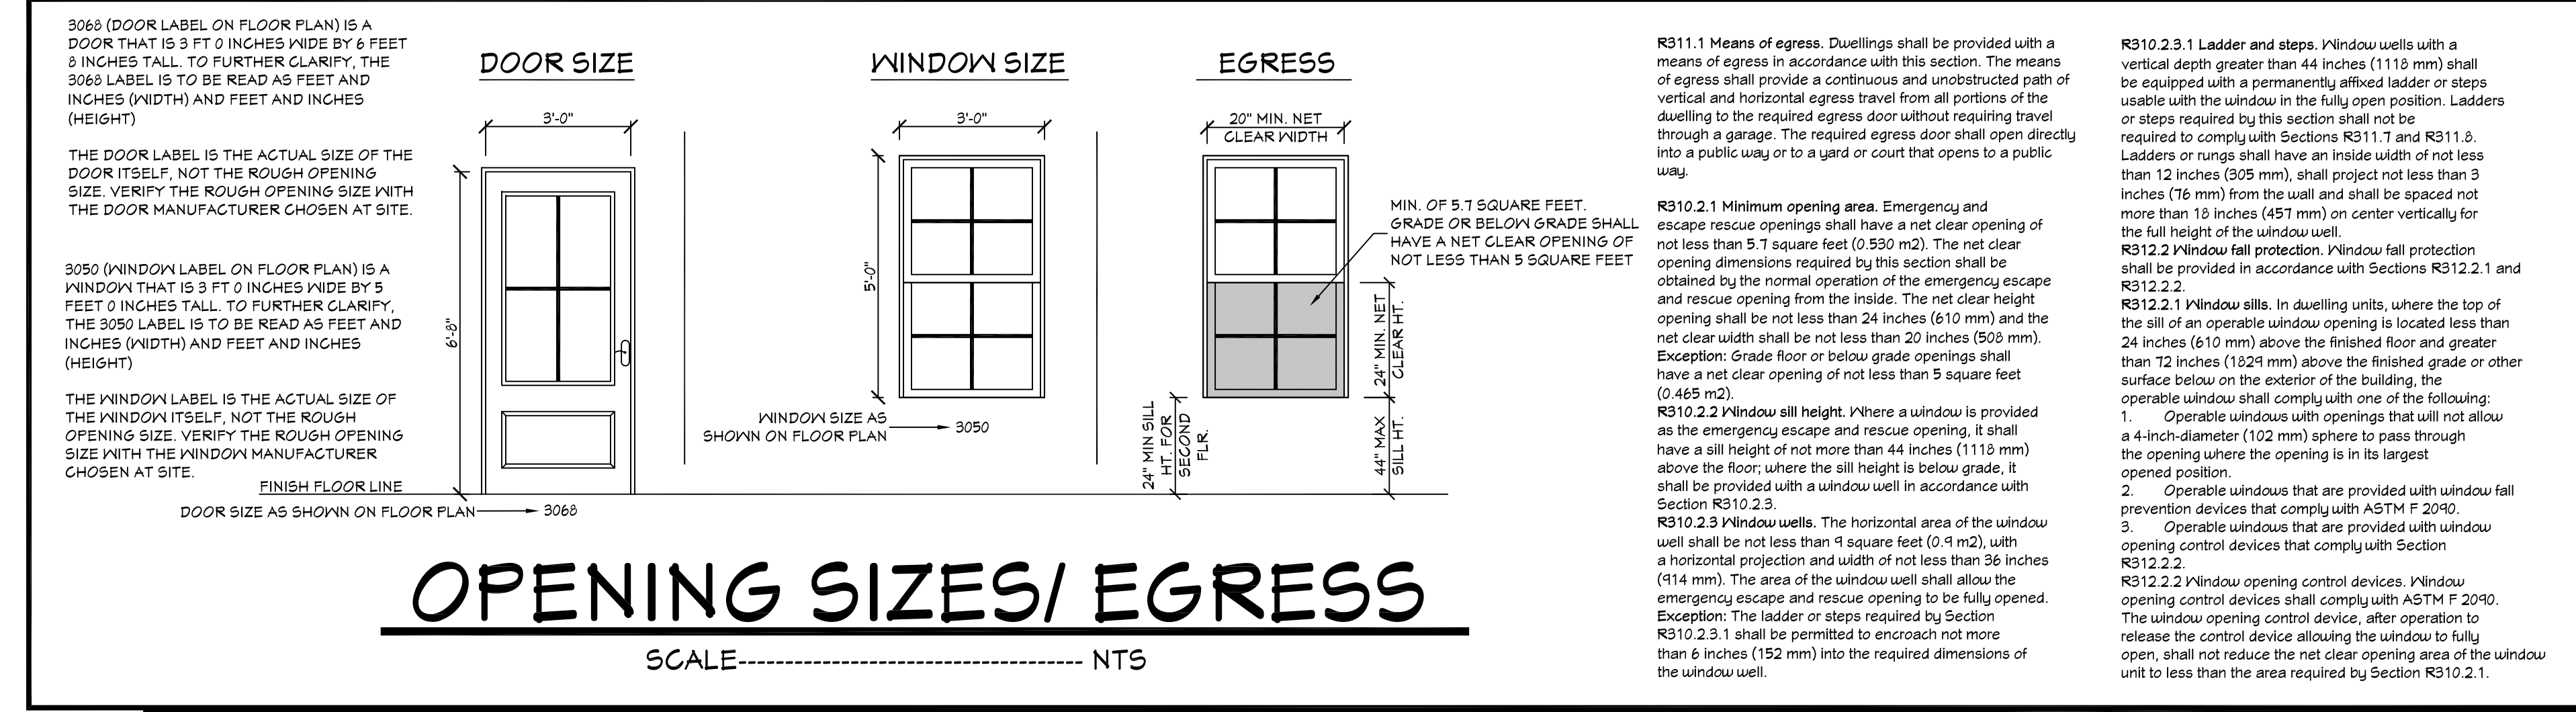 3068 (DOOR LABEL ON FLOOR PLAN) IS A
DOOR THAT IS 3 FT 0 INCHES WIDE BY 6 FEET
8 INCHES TALL. TO FURTHER CLARIFY, THE
3068 LABEL IS TO BE READ AS FEET AND
INCHES (WIDTH) AND FEET AND INCHES
(HEIGHT)
THE DOOR LABEL IS THE ACTUAL SIZE OF THE
DOOR ITSELF, NOT THE ROUGH OPENING
SIZE. VERIFY THE ROUGH OPENING SIZE WITH
THE DOOR MANUFACTURER CHOSEN AT SITE.
3050 (WINDOW LABEL ON FLOOR PLAN) IS A
WINDOW THAT IS 3 FT 0 INCHES WIDE BY 5
FEET 0 INCHES TALL. TO FURTHER CLARIFY,
THE 3050 LABEL IS TO BE READ AS FEET AND
INCHES (WIDTH) AND FEET AND INCHES
(HEIGHT)
THE WINDOW LABEL IS THE ACTUAL SIZE OF
THE WINDOW ITSELF, NOT THE ROUGH
OPENING SIZE. VERIFY THE ROUGH OPENING
SIZE WITH THE WINDOW MANUFACTURER
CHOSEN AT SITE.
FINISH FLOOR LINE
DOOR SIZE AS SHOWN ON FLOOR PLAN
3068
DOOR SIZE
3'-0"
6'-8"
WINDOW SIZE
3'-0"
5'-0"
WINDOW SIZE AS
SHOWN ON FLOOR PLAN
3050
EGRESS
20" MIN. NET
CLEAR WIDTH
MIN. OF 5.7 SQUARE FEET.
GRADE OR BELOW GRADE SHALL
HAVE A NET CLEAR OPENING OF
NOT LESS THAN 5 SQUARE FEET
24" MIN. NET
CLEAR HT.
24" MIN SILL
HT. FOR
SECOND
FLR.
44" MAX
SILL HT.
OPENING SIZES/ EGRESS
SCALE------------------------------------ NTS
R311.1 Means of egress. Dwellings shall be provided with a
means of egress in accordance with this section. The means
of egress shall provide a continuous and unobstructed path of
vertical and horizontal egress travel from all portions of the
dwelling to the required egress door without requiring travel
through a garage. The required egress door shall open directly
into a public way or to a yard or court that opens to a public
way.
R310.2.1 Minimum opening area. Emergency and
escape rescue openings shall have a net clear opening of
not less than 5.7 square feet (0.530 m2). The net clear
opening dimensions required by this section shall be
obtained by the normal operation of the emergency escape
and rescue opening from the inside. The net clear height
opening shall be not less than 24 inches (610 mm) and the
net clear width shall be not less than 20 inches (508 mm).
Exception: Grade floor or below grade openings shall
have a net clear opening of not less than 5 square feet
(0.465 m2).
R310.2.2 Window sill height. Where a window is provided
as the emergency escape and rescue opening, it shall
have a sill height of not more than 44 inches (1118 mm)
above the floor; where the sill height is below grade, it
shall be provided with a window well in accordance with
Section R310.2.3.
R310.2.3 Window wells. The horizontal area of the window
well shall be not less than 9 square feet (0.9 m2), with
a horizontal projection and width of not less than 36 inches
(914 mm). The area of the window well shall allow the
emergency escape and rescue opening to be fully opened.
Exception: The ladder or steps required by Section
R310.2.3.1 shall be permitted to encroach not more
than 6 inches (152 mm) into the required dimensions of
the window well.
R310.2.3.1 Ladder and steps. Window wells with a
vertical depth greater than 44 inches (1118 mm) shall
be equipped with a permanently affixed ladder or steps
usable with the window in the fully open position. Ladders
or steps required by this section shall not be
required to comply with Sections R311.7 and R311.8.
Ladders or rungs shall have an inside width of not less
than 12 inches (305 mm), shall project not less than 3
inches (76 mm) from the wall and shall be spaced not
more than 18 inches (457 mm) on center vertically for
the full height of the window well.
R312.2 Window fall protection. Window fall protection
shall be provided in accordance with Sections R312.2.1 and
R312.2.2.
R312.2.1 Window sills. In dwelling units, where the top of
the sill of an operable window opening is located less than
24 inches (610 mm) above the finished floor and greater
than 72 inches (1829 mm) above the finished grade or other
surface below on the exterior of the building, the
operable window shall comply with one of the following:
1. Operable windows with openings that will not allow
a 4-inch-diameter (102 mm) sphere to pass through
the opening where the opening is in its largest
opened position.
2. Operable windows that are provided with window fall
prevention devices that comply with ASTM F 2090.
3. Operable windows that are provided with window
opening control devices that comply with Section
R312.2.2.
R312.2.2 Window opening control devices. Window
opening control devices shall comply with ASTM F 2090.
The window opening control device, after operation to
release the control device allowing the window to fully
open, shall not reduce the net clear opening area of the window
unit to less than the area required by Section R310.2.1.